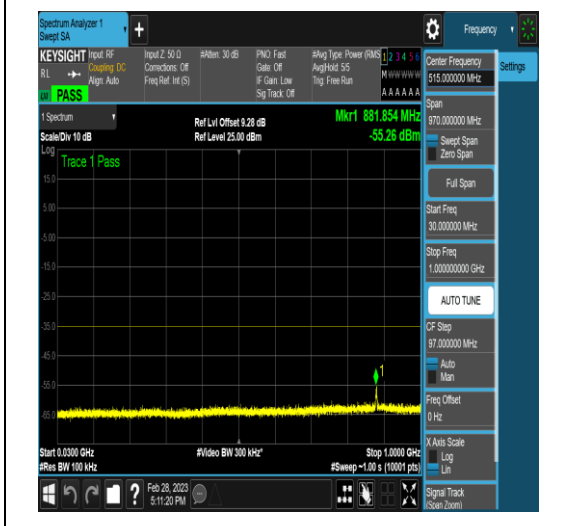 Spectrum Analyzer 1
Swept SA
+
Frequency
KEYSIGHT Input: RF
RL
Coupling: DC
Align: Auto
LXI PASS
Input Z: 50 Ω
Corrections: Off
Freq Ref: Int (S)
#Atten: 30 dB
PNO: Fast
Gate: Off
IF Gain: Low
Sig Track: Off
#Avg Type: Power (RMS
Avg|Hold: 5/5
Trig: Free Run
1 2 3 4 5 6
M W W W W W
A A A A A A
1 Spectrum
Scale/Div 10 dB
Ref Lvl Offset 9.28 dB
Ref Level 25.00 dBm
Mkr1 881.854 MHz
-55.26 dBm
Log
Trace 1 Pass
15.0
5.00
-5.00
-15.0
-25.0
-35.0
-45.0
-55.0
-65.0
1
Start 0.0300 GHz
#Res BW 100 kHz
#Video BW 300 kHz*
Stop 1.0000 GHz
#Sweep ~1.00 s (10001 pts)
Center Frequency
515.000000 MHz
Settings
Span
970.000000 MHz
Swept Span
Zero Span
Full Span
Start Freq
30.000000 MHz
Stop Freq
1.000000000 GHz
AUTO TUNE
CF Step
97.000000 MHz
Auto
Man
Freq Offset
0 Hz
X Axis Scale
Log
Lin
Signal Track
(Span Zoom)
?
Feb 28, 2023
5:11:20 PM